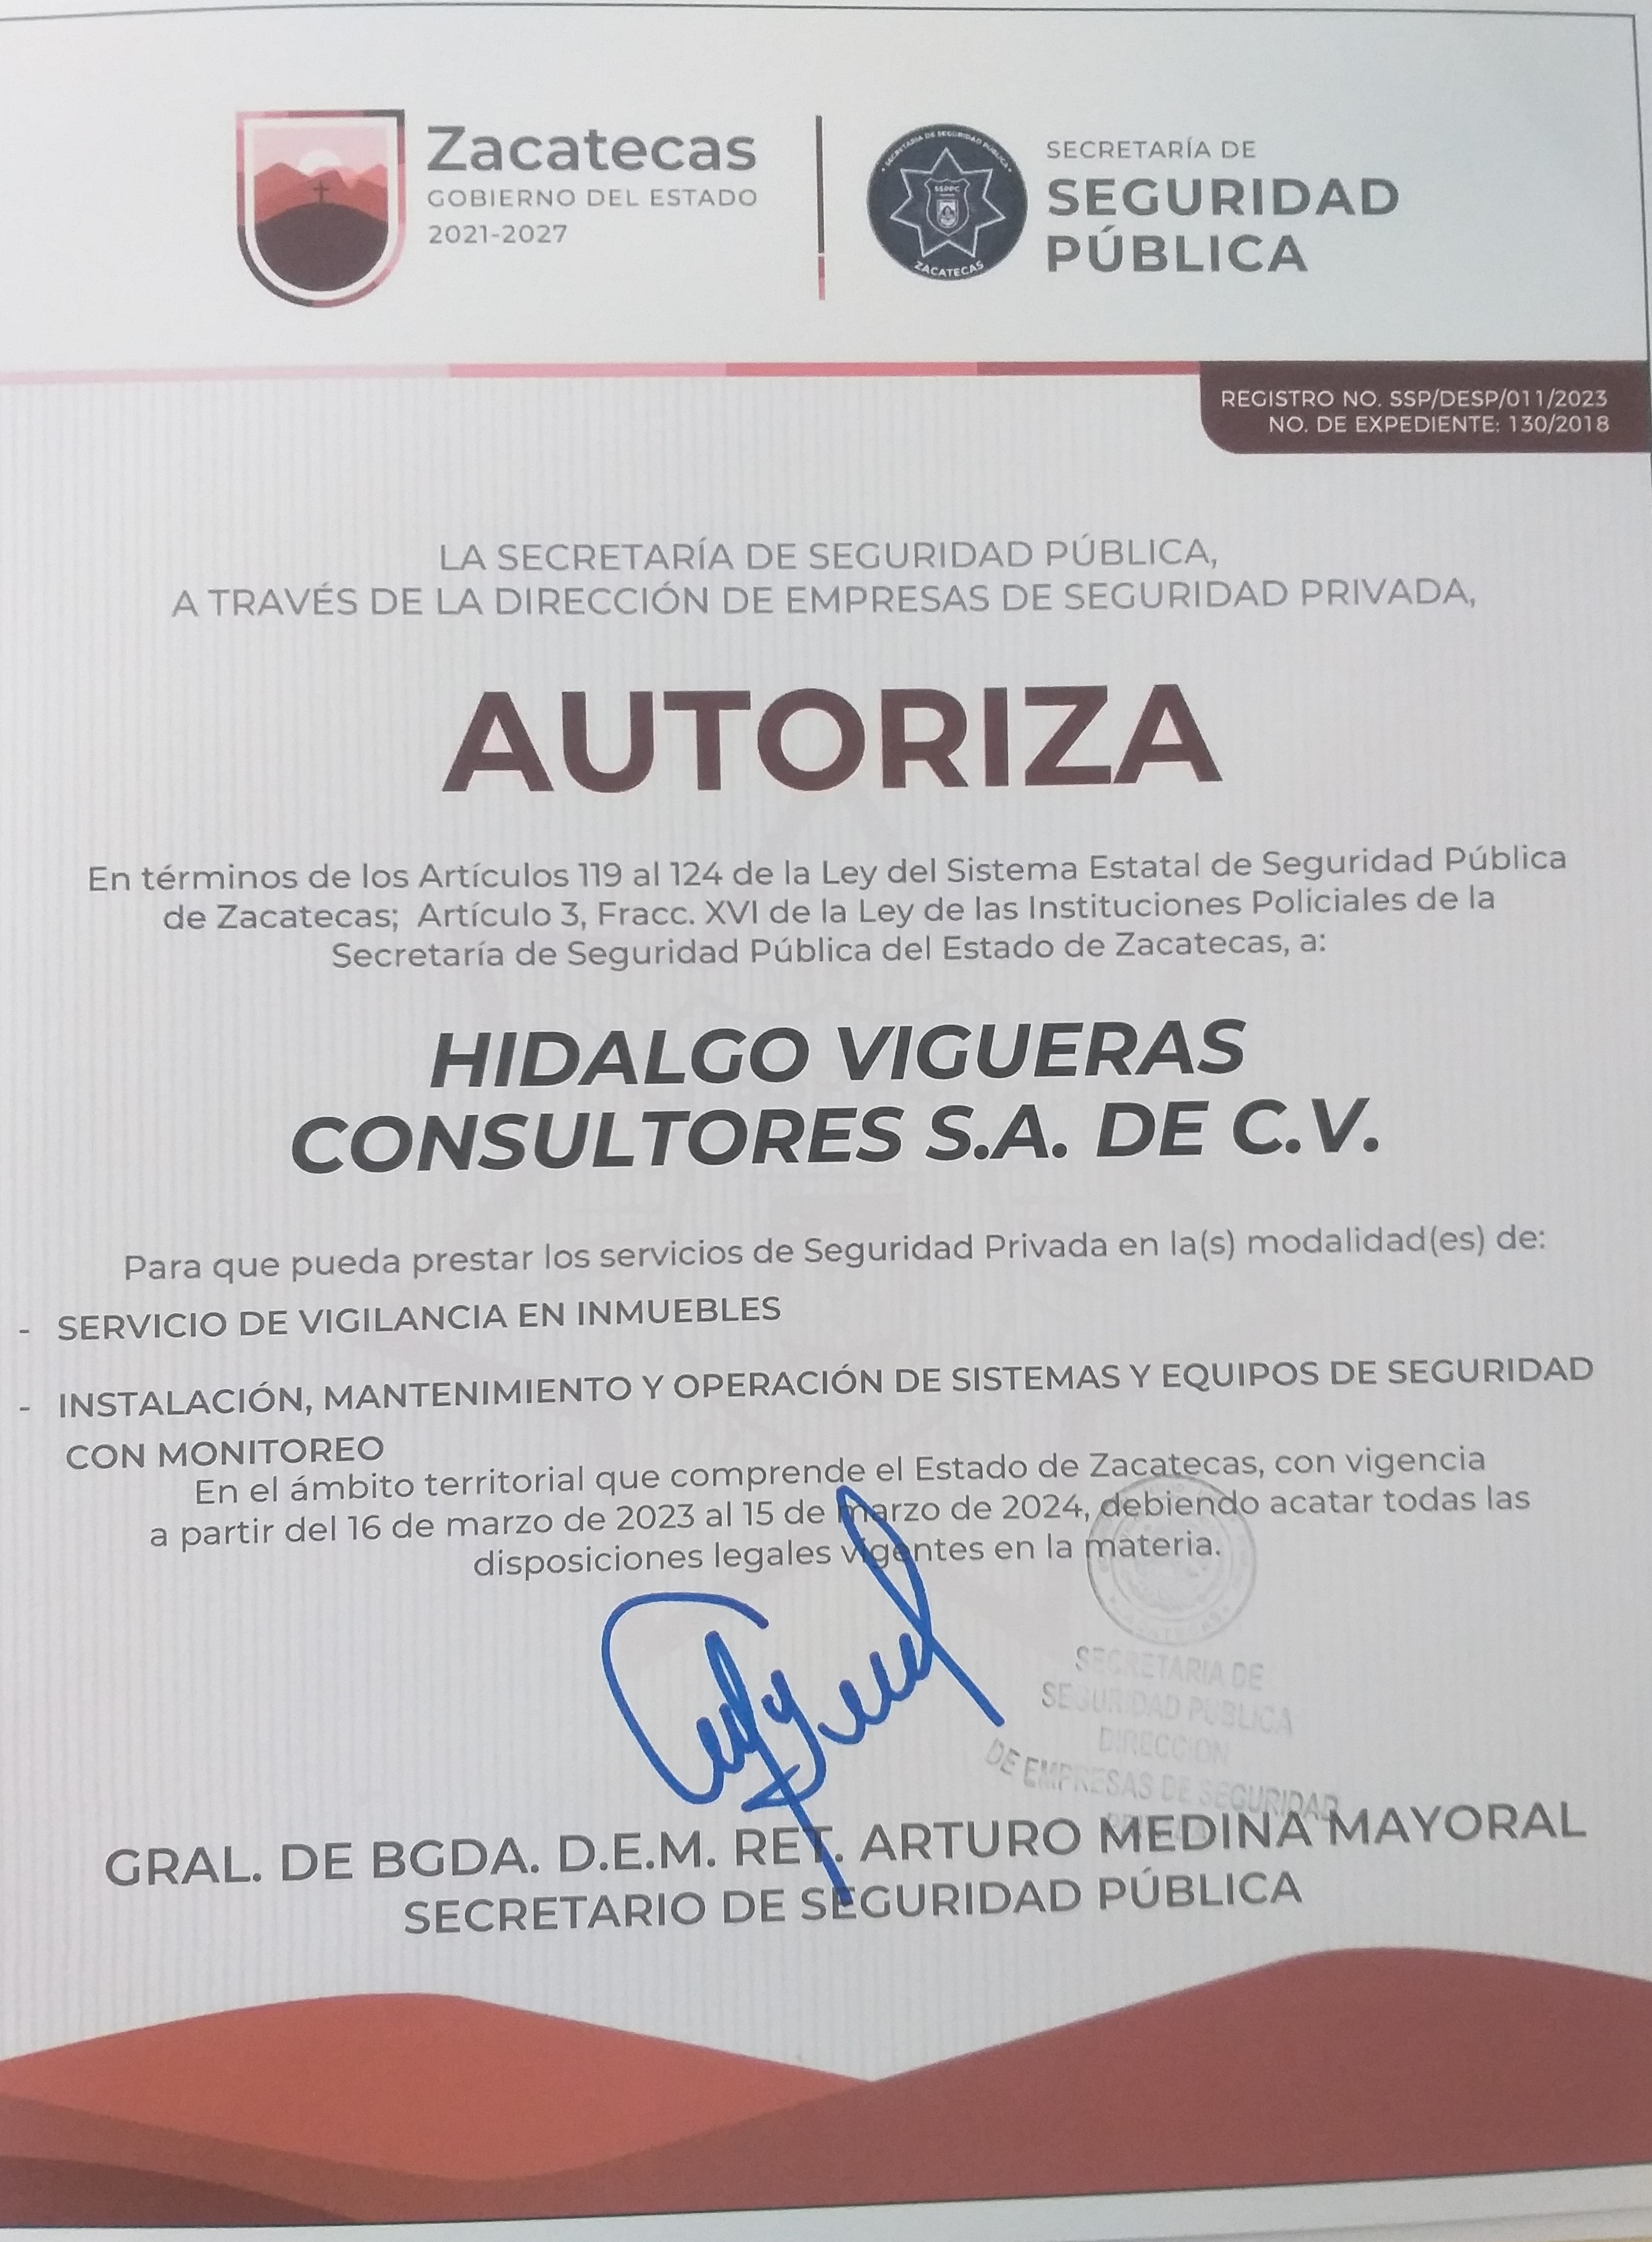 Zacatecas
GOBIERNO DEL ESTADO
2021-2027
SECRETARIA DE SEGURIDAD PUBLICA
SSPPC
ZACATECAS
SECRETARÍA DE
SEGURIDAD
PÚBLICA
REGISTRO NO. SSP/DESP/011/2023
NO. DE EXPEDIENTE: 130/2018
LA SECRETARÍA DE SEGURIDAD PÚBLICA,
A TRAVÉS DE LA DIRECCIÓN DE EMPRESAS DE SEGURIDAD PRIVADA,
AUTORIZA
En términos de los Artículos 119 al 124 de la Ley del Sistema Estatal de Seguridad Pública
de Zacatecas; Artículo 3, Fracc. XVI de la Ley de las Instituciones Policiales de la
Secretaría de Seguridad Pública del Estado de Zacatecas, a:
HIDALGO VIGUERAS
CONSULTORES S.A. DE C.V.
Para que pueda prestar los servicios de Seguridad Privada en la(s) modalidad(es) de:
- SERVICIO DE VIGILANCIA EN INMUEBLES
- INSTALACIÓN, MANTENIMIENTO Y OPERACIÓN DE SISTEMAS Y EQUIPOS DE SEGURIDAD
CON MONITOREO
En el ámbito territorial que comprende el Estado de Zacatecas, con vigencia
a partir del 16 de marzo de 2023 al 15 de marzo de 2024, debiendo acatar todas las
disposiciones legales vigentes en la materia.
SECRETARIA DE
SEGURIDAD PUBLICA
DIRECCION
DE EMPRESAS DE SEGURIDAD
GRAL. DE BGDA. D.E.M. RET. ARTURO MEDINA MAYORAL
SECRETARIO DE SEGURIDAD PÚBLICA